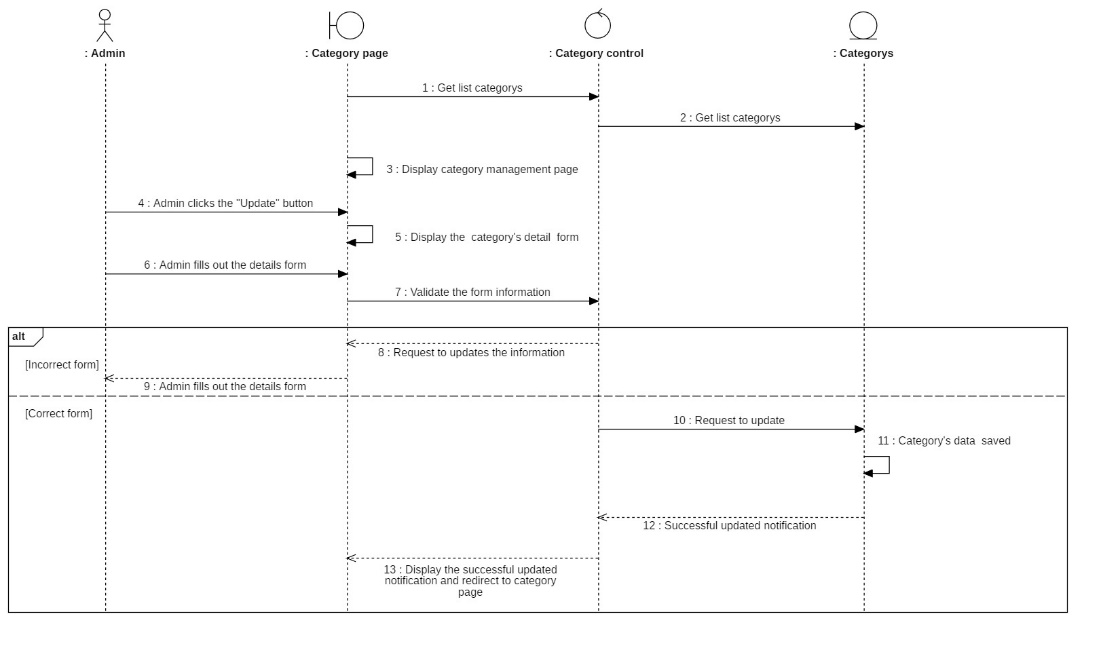 : Admin
: Category page
: Category control
: Categorys
1 : Get list categorys
2 : Get list categorys
3 : Display category management page
4 : Admin clicks the "Update" button
5 : Display the  category's detail  form
6 : Admin fills out the details form
7 : Validate the form information
alt
8 : Request to updates the information
[Incorrect form]
9 : Admin fills out the details form
[Correct form]
10 : Request to update
11 : Category's data  saved
12 : Successful updated notification
13 : Display the successful updated
notification and redirect to category
page